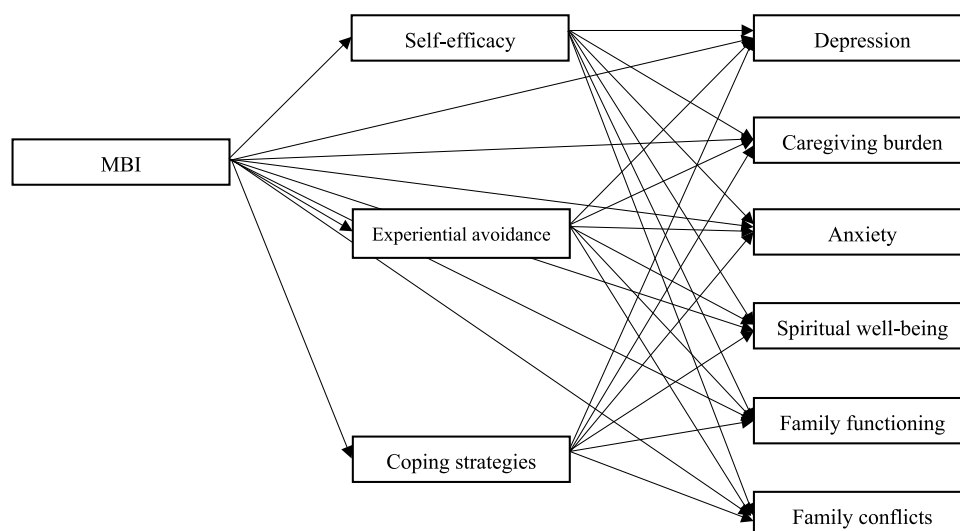 Self-efficacy
Depression
MBI
Caregiving burden
Experiential avoidance
Anxiety
Spiritual well-being
Family functioning
Coping strategies
Family conflicts